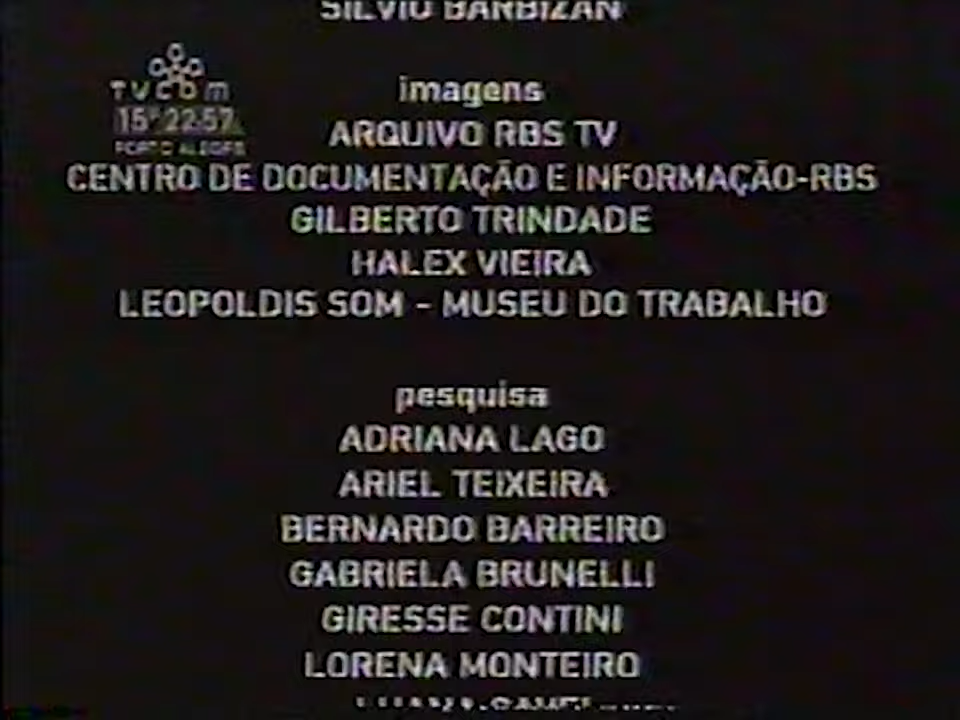 SILVIO BARBIZAN
TVCOM
15° 22:57
PORTO ALEGRE
imagens
ARQUIVO RBS TV
CENTRO DE DOCUMENTAÇÃO E INFORMAÇÃO-RBS
GILBERTO TRINDADE
HALEX VIEIRA
LEOPOLDIS SOM - MUSEU DO TRABALHO
pesquisa
ADRIANA LAGO
ARIEL TEIXEIRA
BERNARDO BARREIRO
GABRIELA BRUNELLI
GIRESSE CONTINI
LORENA MONTEIRO